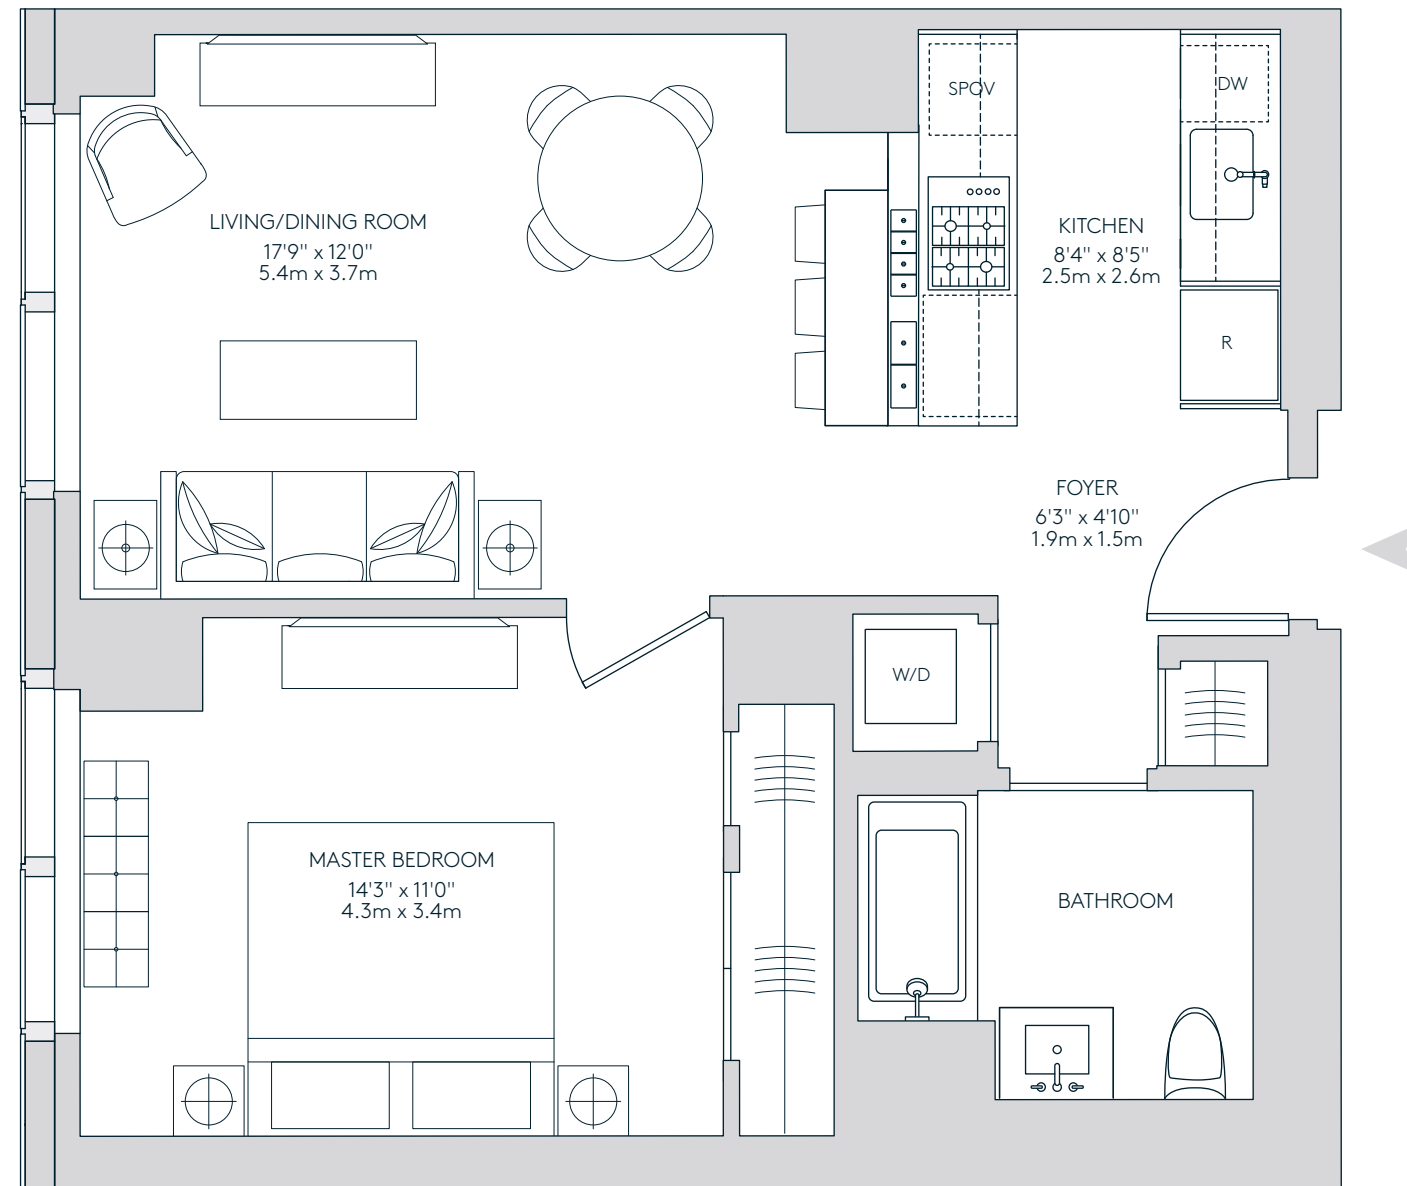 SPOV
DW
LIVING/DINING ROOM
17'9" x 12'0"
5.4m x 3.7m
KITCHEN
8'4" x 8'5"
2.5m x 2.6m
R
FOYER
6'3" x 4'10"
1.9m x 1.5m
W/D
MASTER BEDROOM
14'3" x 11'0"
4.3m x 3.4m
BATHROOM